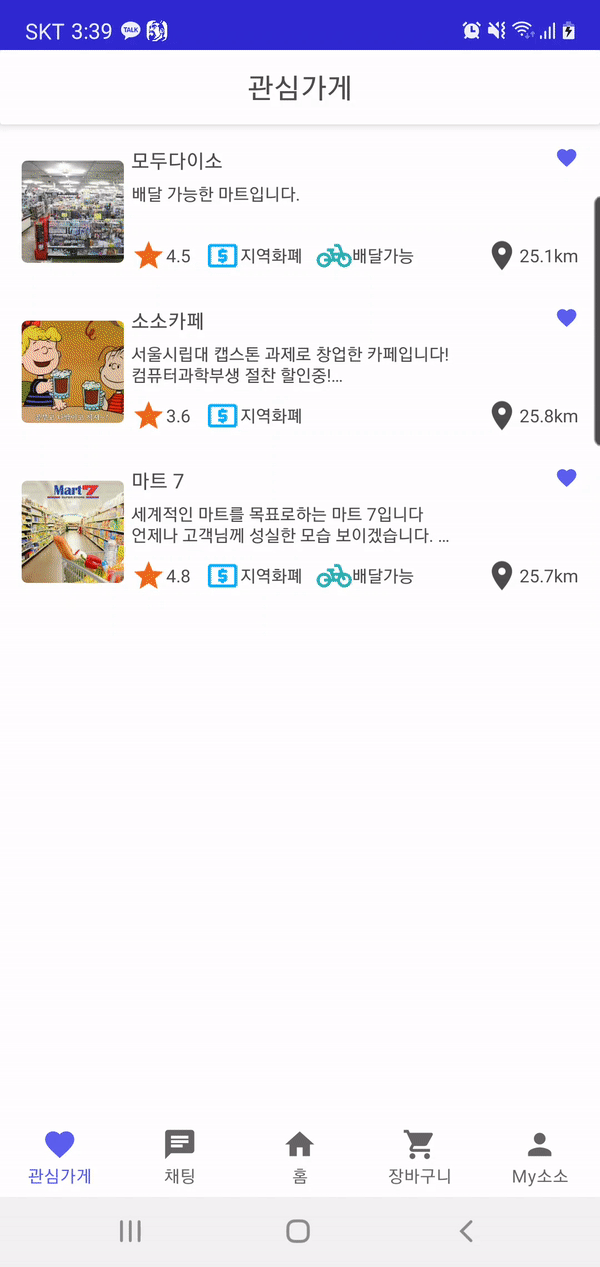 SKT 3:39 TALK
관심가게
모두다이소
배달 가능한 마트입니다.
4.5 지역화폐 배달가능 25.1km
소소카페
서울시립대 캡스톤 과제로 창업한 카페입니다!
컴퓨터과학부생 절찬 할인중!...
3.6 지역화폐 25.8km
Mart 7
마트 7
세계적인 마트를 목표로하는 마트 7입니다
언제나 고객님께 성실한 모습 보이겠습니다. ...
4.8 지역화폐 배달가능 25.7km
관심가게 채팅 홈 장바구니 My소소